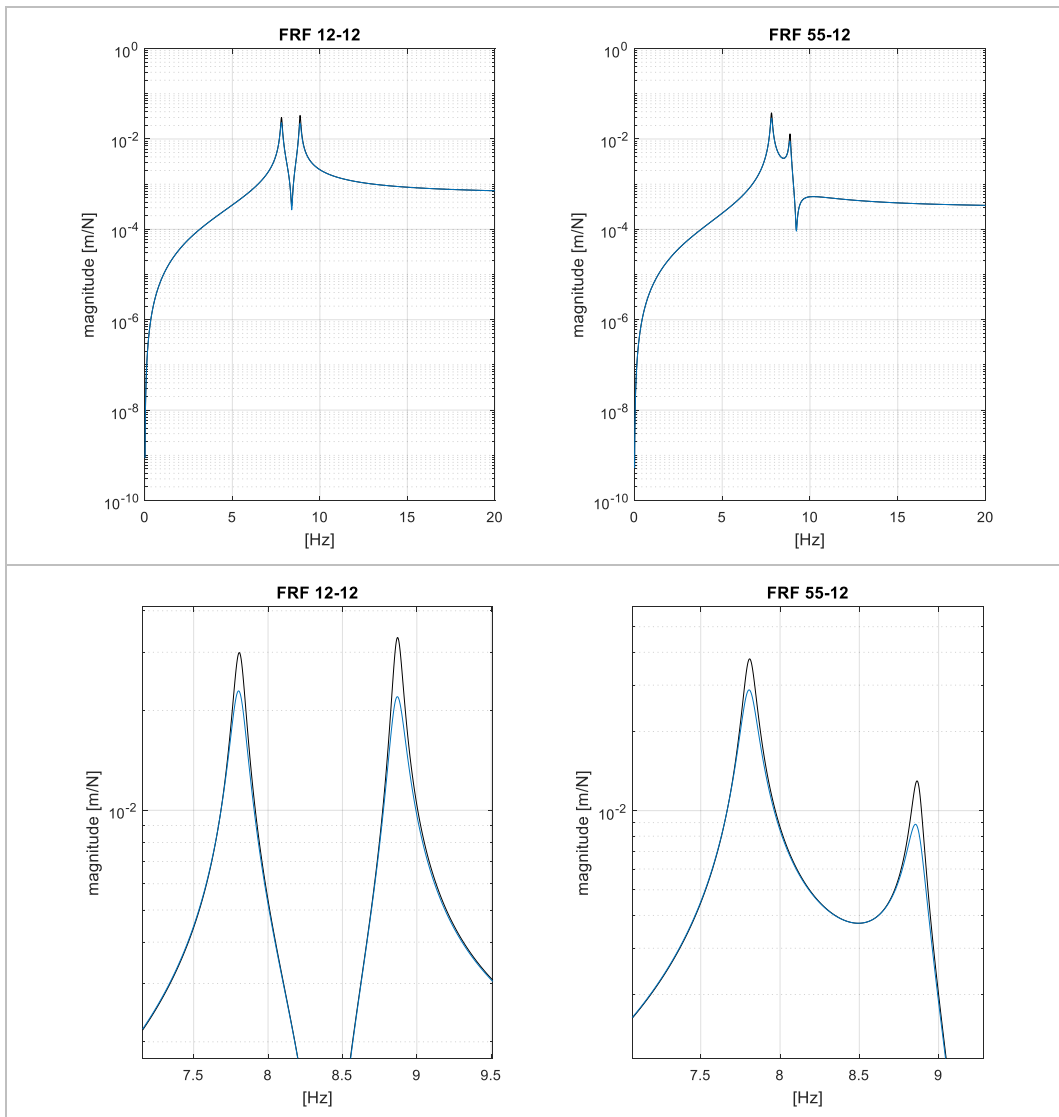 FRF 12-12
10^0
10^-2
10^-4
10^-6
10^-8
10^-10
magnitude [m/N]
0 5 10 15 20
[Hz]
FRF 55-12
10^0
10^-2
10^-4
10^-6
10^-8
10^-10
magnitude [m/N]
0 5 10 15 20
[Hz]
FRF 12-12
10^-2
magnitude [m/N]
7.5 8 8.5 9 9.5
[Hz]
FRF 55-12
10^-2
magnitude [m/N]
7.5 8 8.5 9
[Hz]